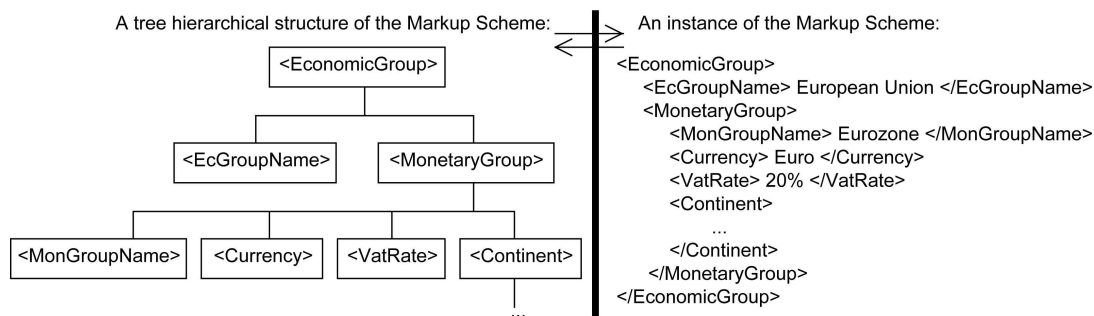 A tree hierarchical structure of the Markup Scheme:
<EconomicGroup>
<EcGroupName> <MonetaryGroup>
<MonGroupName> <Currency> <VatRate> <Continent>
...
An instance of the Markup Scheme:
<EconomicGroup>
<EcGroupName> European Union </EcGroupName>
<MonetaryGroup>
<MonGroupName> Eurozone </MonGroupName>
<Currency> Euro </Currency>
<VatRate> 20% </VatRate>
<Continent>
...
</Continent>
</MonetaryGroup>
</EconomicGroup>